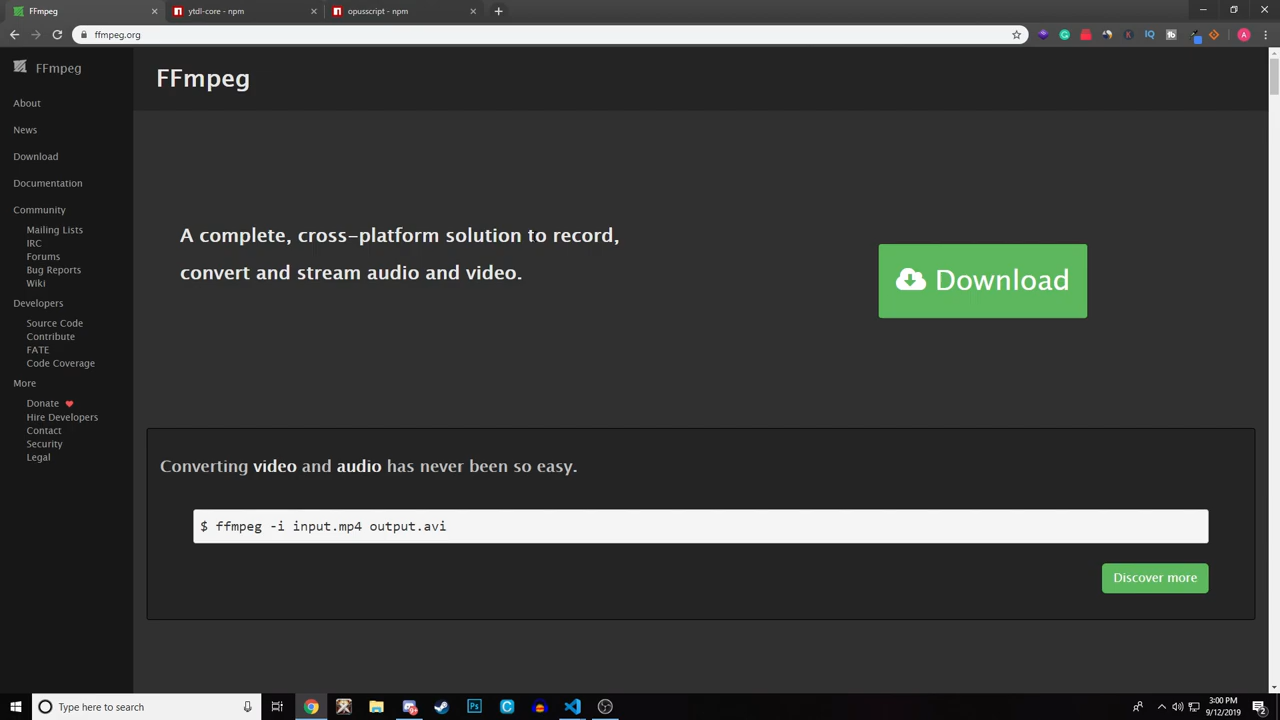 FFmpeg
ytdl-core - npm
opusscript - npm
ffmpeg.org
FFmpeg
About
News
Download
Documentation
Community
Mailing Lists
IRC
Forums
Bug Reports
Wiki
Developers
Source Code
Contribute
FATE
Code Coverage
More
Donate
Hire Developers
Contact
Security
Legal
FFmpeg
A complete, cross-platform solution to record,
convert and stream audio and video.
Download
Converting video and audio has never been so easy.
$ ffmpeg -i input.mp4 output.avi
Discover more
Type here to search
3:00 PM
9/12/2019